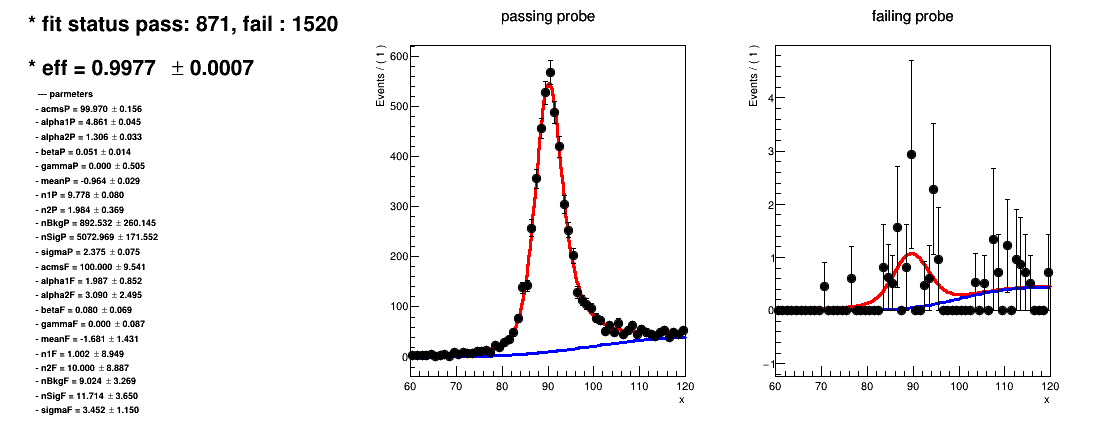 * fit status pass: 871, fail : 1520
* eff = 0.9977 ± 0.0007
--- parmeters
- acmsP = 99.970 ± 0.156
- alpha1P = 4.861 ± 0.045
- alpha2P = 1.306 ± 0.033
- betaP = 0.051 ± 0.014
- gammaP = 0.000 ± 0.505
- meanP = -0.964 ± 0.029
- n1P = 9.778 ± 0.080
- n2P = 1.984 ± 0.369
- nBkgP = 892.532 ± 260.145
- nSigP = 5072.969 ± 171.552
- sigmaP = 2.375 ± 0.075
- acmsF = 100.000 ± 9.541
- alpha1F = 1.987 ± 0.852
- alpha2F = 3.090 ± 2.495
- betaF = 0.080 ± 0.069
- gammaF = 0.000 ± 0.087
- meanF = -1.681 ± 1.431
- n1F = 1.002 ± 8.949
- n2F = 10.000 ± 8.887
- nBkgF = 9.024 ± 3.269
- nSigF = 11.714 ± 3.650
- sigmaF = 3.452 ± 1.150
passing probe
Events / ( 1 )
600
500
400
300
200
100
0
60 70 80 90 100 110 120
x
failing probe
Events / ( 1 )
4
3
2
1
0
−1
60 70 80 90 100 110 120
x